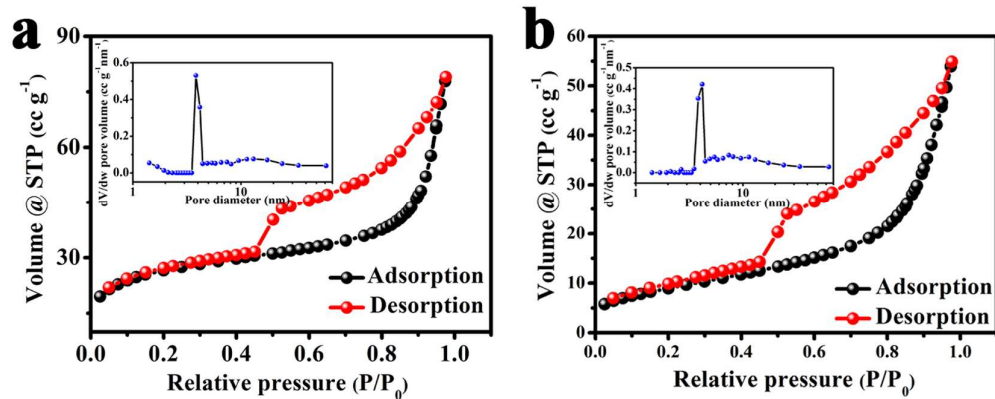 a
Volume @ STP (cc g⁻¹)
90
60
30
0.0 0.2 0.4 0.6 0.8 1.0
Relative pressure (P/P₀)
dV/dw pore volume (cc g⁻¹nm⁻¹)
0.6
0.4
0.2
0.0
1 10
Pore diameter (nm)
Adsorption
Desorption
b
Volume @ STP (cc g⁻¹)
60
50
40
30
20
10
0
0.0 0.2 0.4 0.6 0.8 1.0
Relative pressure (P/P₀)
dV/dw pore volume (cc g⁻¹nm⁻¹)
0.5
0.4
0.3
0.2
0.1
0.0
1 10
Pore diameter (nm)
Adsorption
Desorption